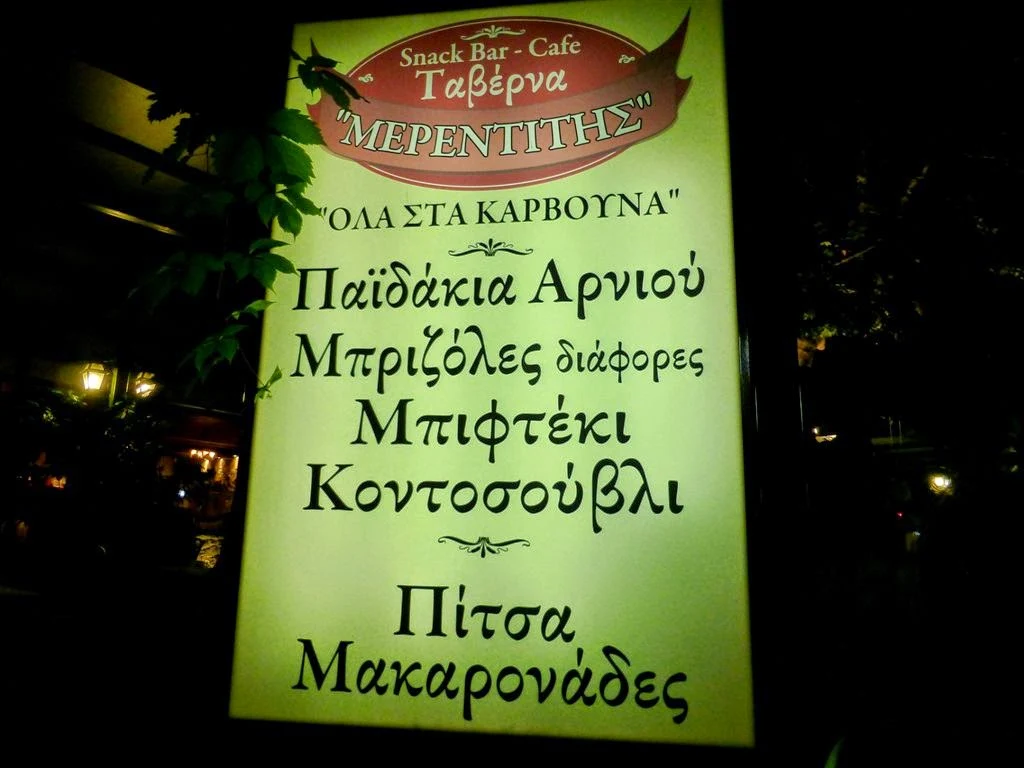 Snack Bar - Cafe
Ταβέρνα
"ΜΕΡΕΝΤΙΤΗΣ"
"ΟΛΑ ΣΤΑ ΚΑΡΒΟΥΝΑ"
Παϊδάκια Αρνιού
Μπριζόλες διάφορες
Μπιφτέκι
Κοντοσούβλι
Πίτσα
Μακαρονάδες